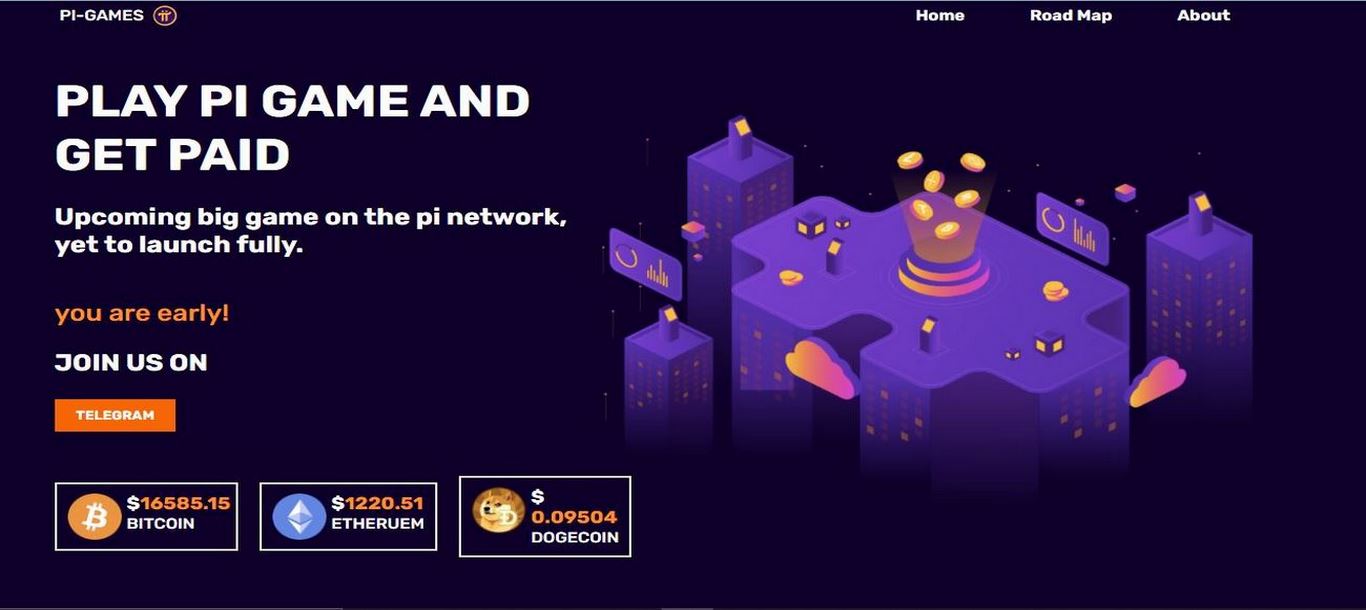 PI-GAMES
Home
Road Map
About
PLAY PI GAME AND
GET PAID
Upcoming big game on the pi network,
yet to launch fully.
you are early!
JOIN US ON
TELEGRAM
$16585.15
BITCOIN
$1220.51
ETHERUEM
$
0.09504
DOGECOIN